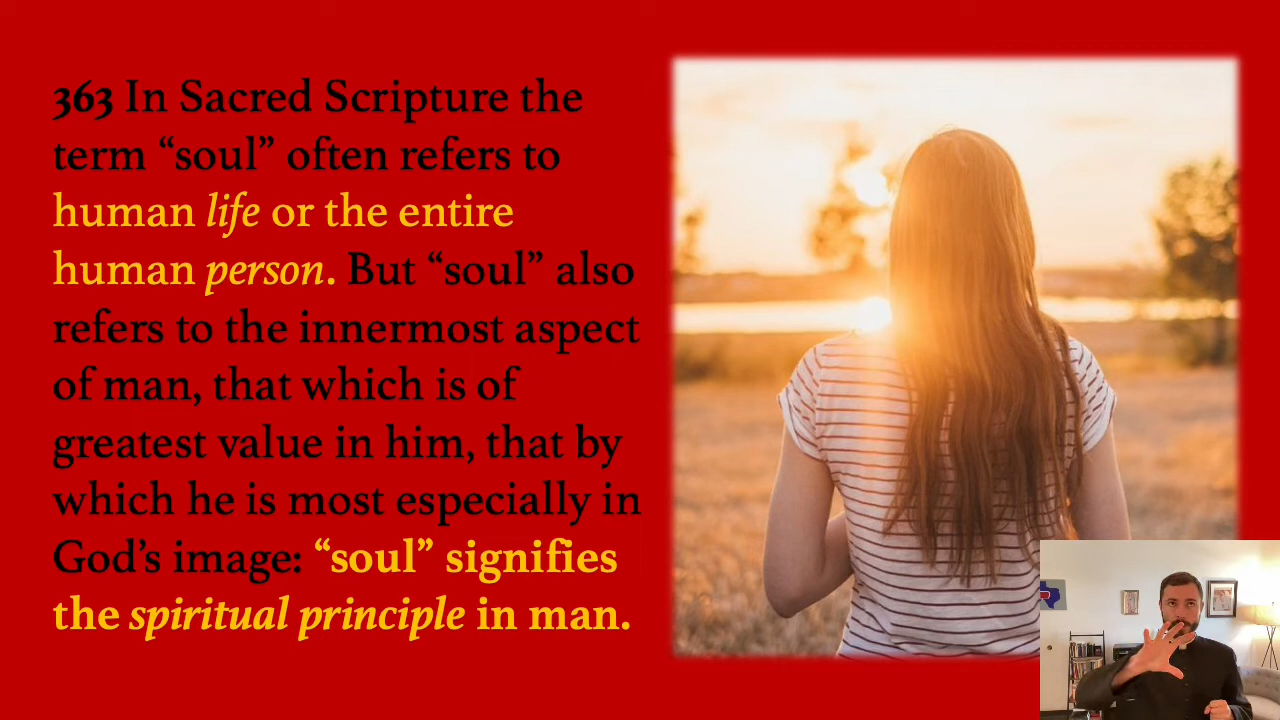 363 In Sacred Scripture the
term “soul” often refers to
human life or the entire
human person. But “soul” also
refers to the innermost aspect
of man, that which is of
greatest value in him, that by
which he is most especially in
God’s image: “soul” signifies
the spiritual principle in man.